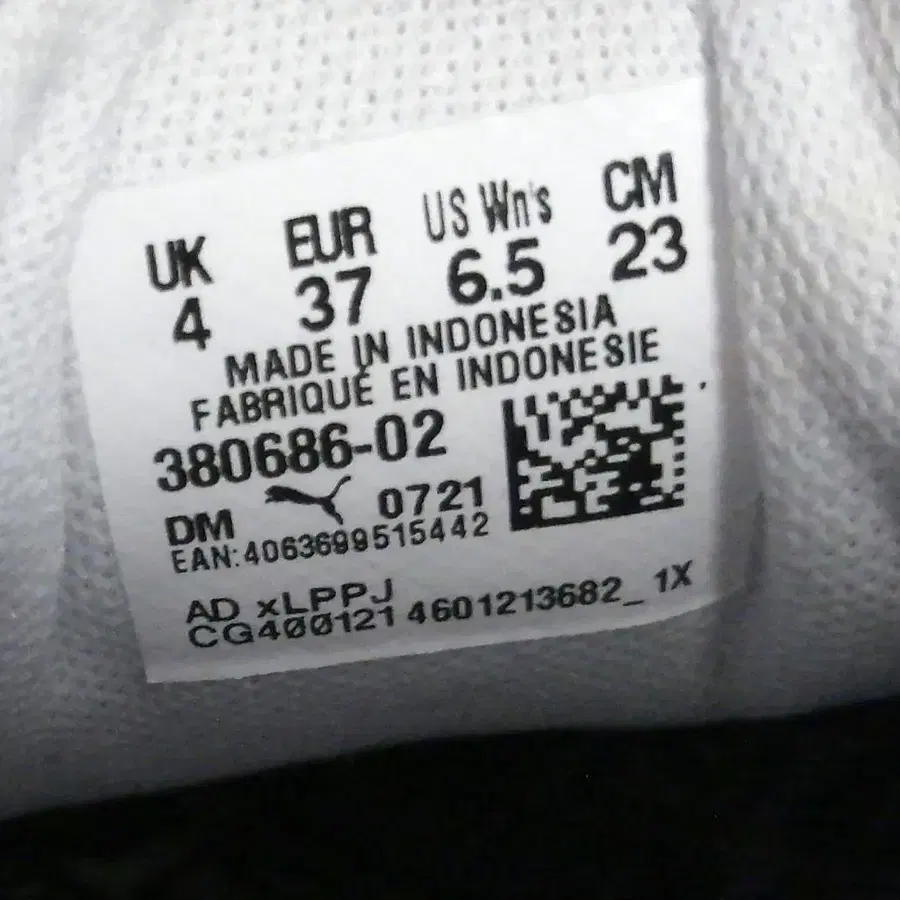 UK EUR US Wn's CM
4 37 6.5 23
MADE IN INDONESIA
FABRIQUÉ EN INDONESIE
380686-02
DM 0721
EAN:4063699515442
AD xLPPJ
CG400121 4601213682_ 1X